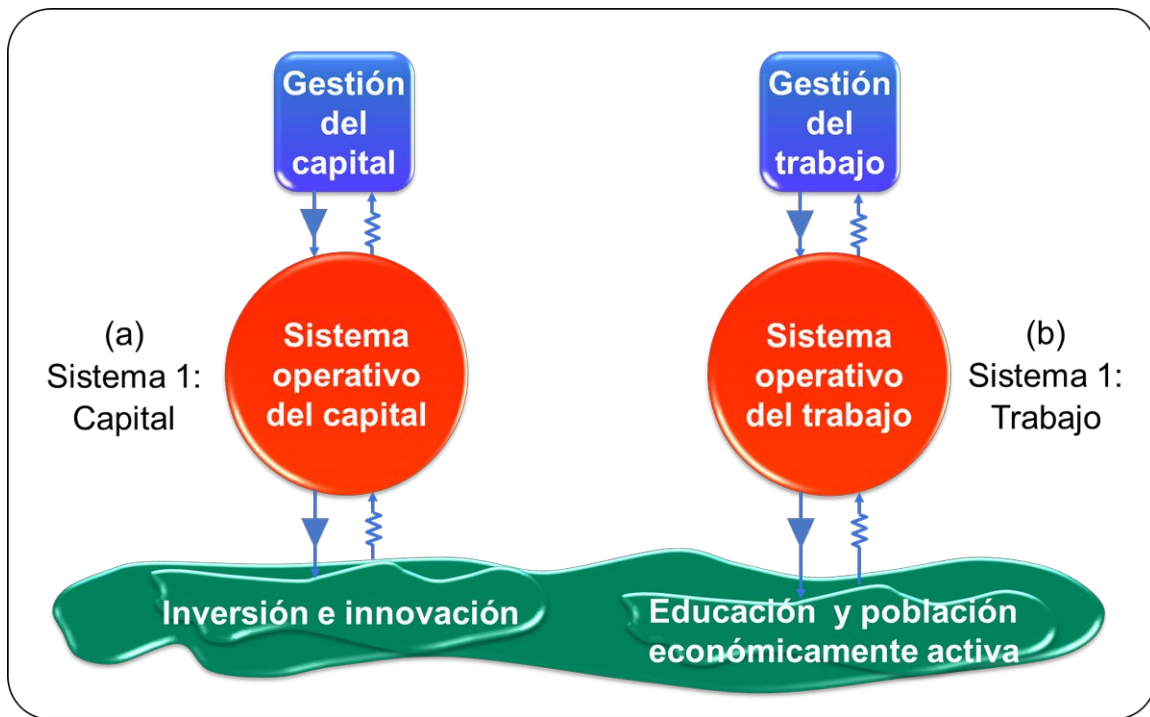 Gestión
del
capital
Gestión
del
trabajo
(a)
Sistema 1:
Capital
Sistema
operativo
del capital
Sistema
operativo
del trabajo
(b)
Sistema 1:
Trabajo
Inversión e innovación
Educación y población
económicamente activa